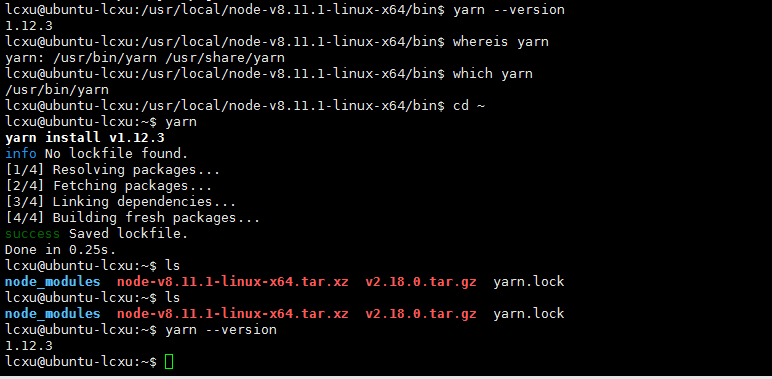 lcxu@ubuntu-lcxu:/usr/local/node-v8.11.1-linux-x64/bin$ yarn --version
1.12.3
lcxu@ubuntu-lcxu:/usr/local/node-v8.11.1-linux-x64/bin$ whereis yarn
yarn: /usr/bin/yarn /usr/share/yarn
lcxu@ubuntu-lcxu:/usr/local/node-v8.11.1-linux-x64/bin$ which yarn
/usr/bin/yarn
lcxu@ubuntu-lcxu:/usr/local/node-v8.11.1-linux-x64/bin$ cd ~
lcxu@ubuntu-lcxu:~$ yarn
yarn install v1.12.3
info No lockfile found.
[1/4] Resolving packages...
[2/4] Fetching packages...
[3/4] Linking dependencies...
[4/4] Building fresh packages...
success Saved lockfile.
Done in 0.25s.
lcxu@ubuntu-lcxu:~$ ls
node_modules  node-v8.11.1-linux-x64.tar.xz  v2.18.0.tar.gz  yarn.lock
lcxu@ubuntu-lcxu:~$ ls
node_modules  node-v8.11.1-linux-x64.tar.xz  v2.18.0.tar.gz  yarn.lock
lcxu@ubuntu-lcxu:~$ yarn --version
1.12.3
lcxu@ubuntu-lcxu:~$